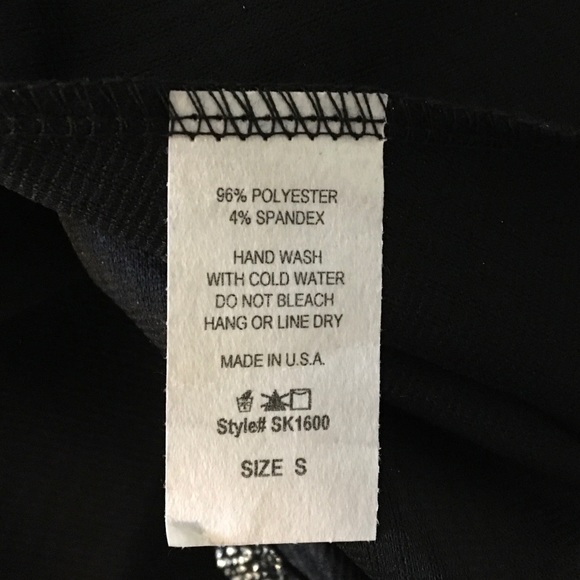 96% POLYESTER
4% SPANDEX
HAND WASH
WITH COLD WATER
DO NOT BLEACH
HANG OR LINE DRY
MADE IN U.S.A.
Style# SK1600
SIZE S